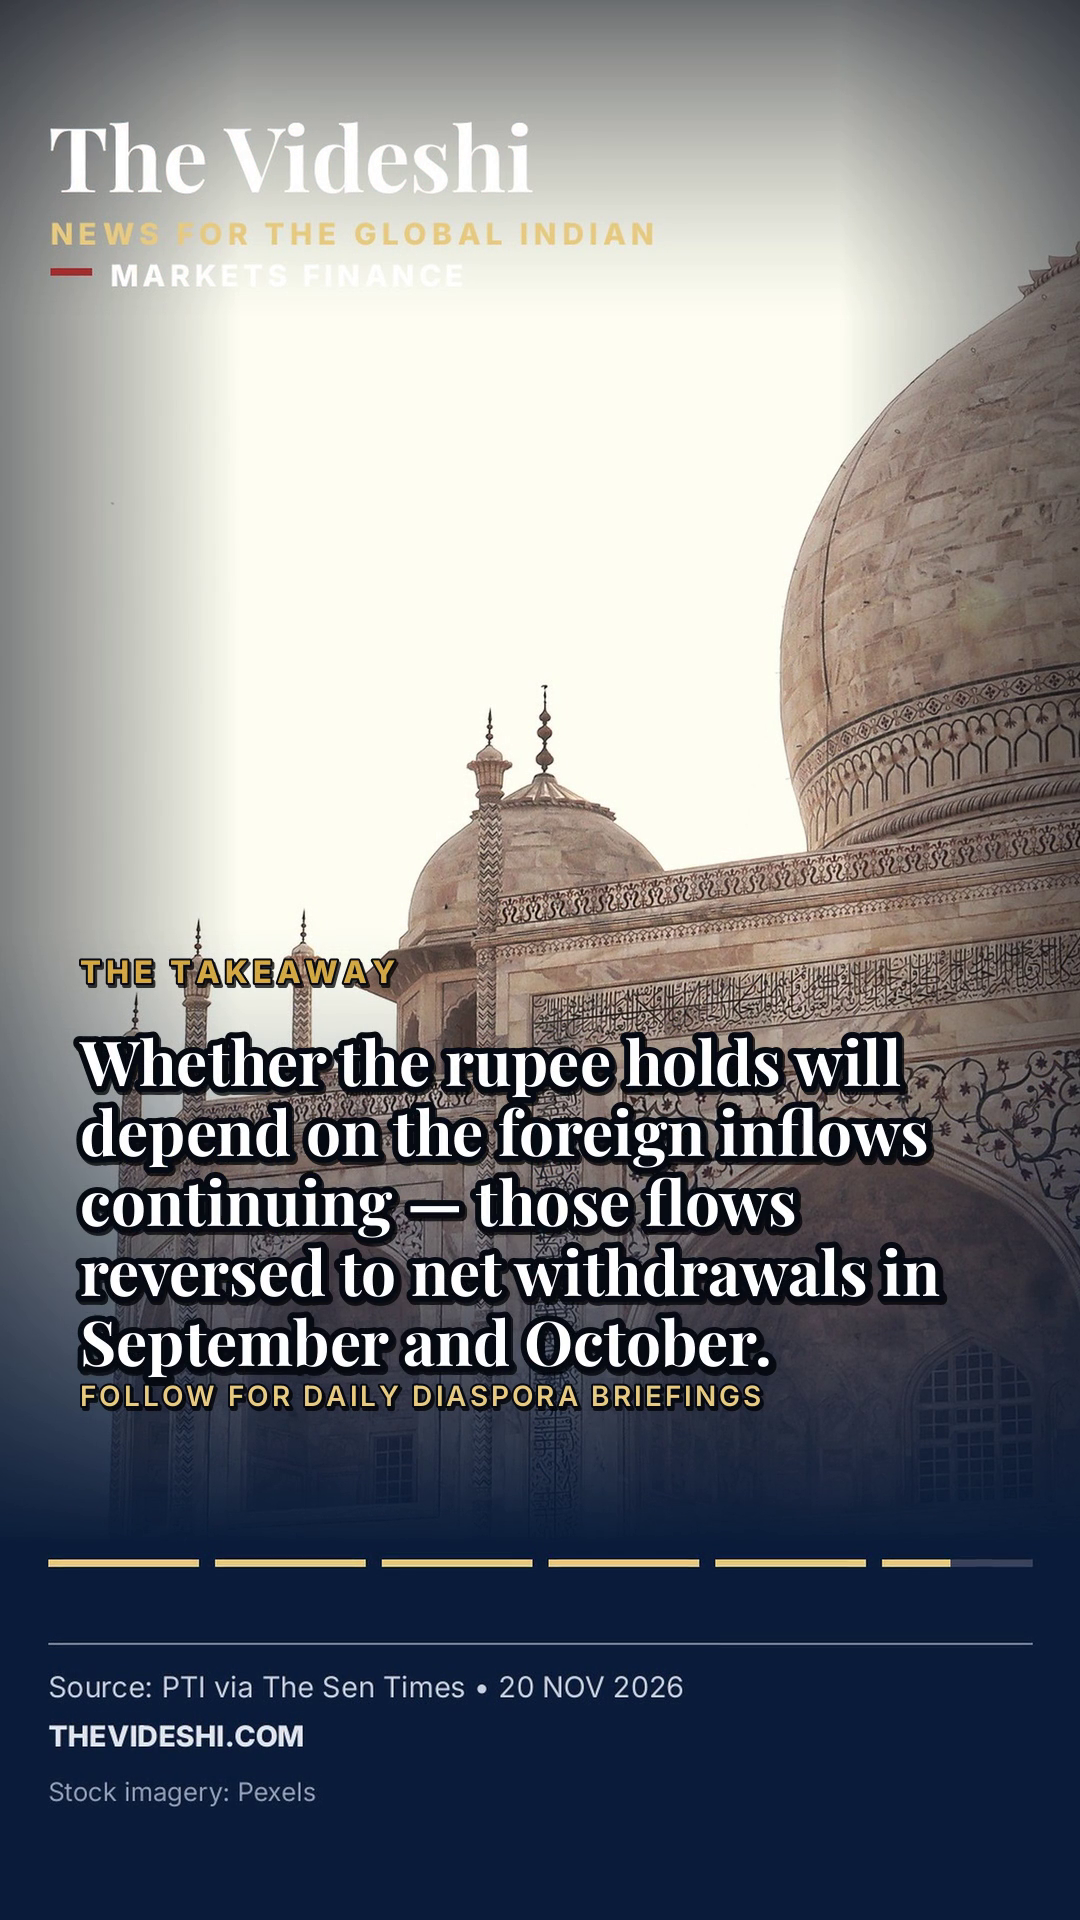 The Videshi
NEWS FOR THE GLOBAL INDIAN
MARKETS FINANCE
THE TAKEAWAY
Whether the rupee holds will
depend on the foreign inflows
continuing — those flows
reversed to net withdrawals in
September and October.
FOLLOW FOR DAILY DIASPORA BRIEFINGS
Source: PTI via The Sen Times • 20 NOV 2026
THEVIDESHI.COM
Stock imagery: Pexels